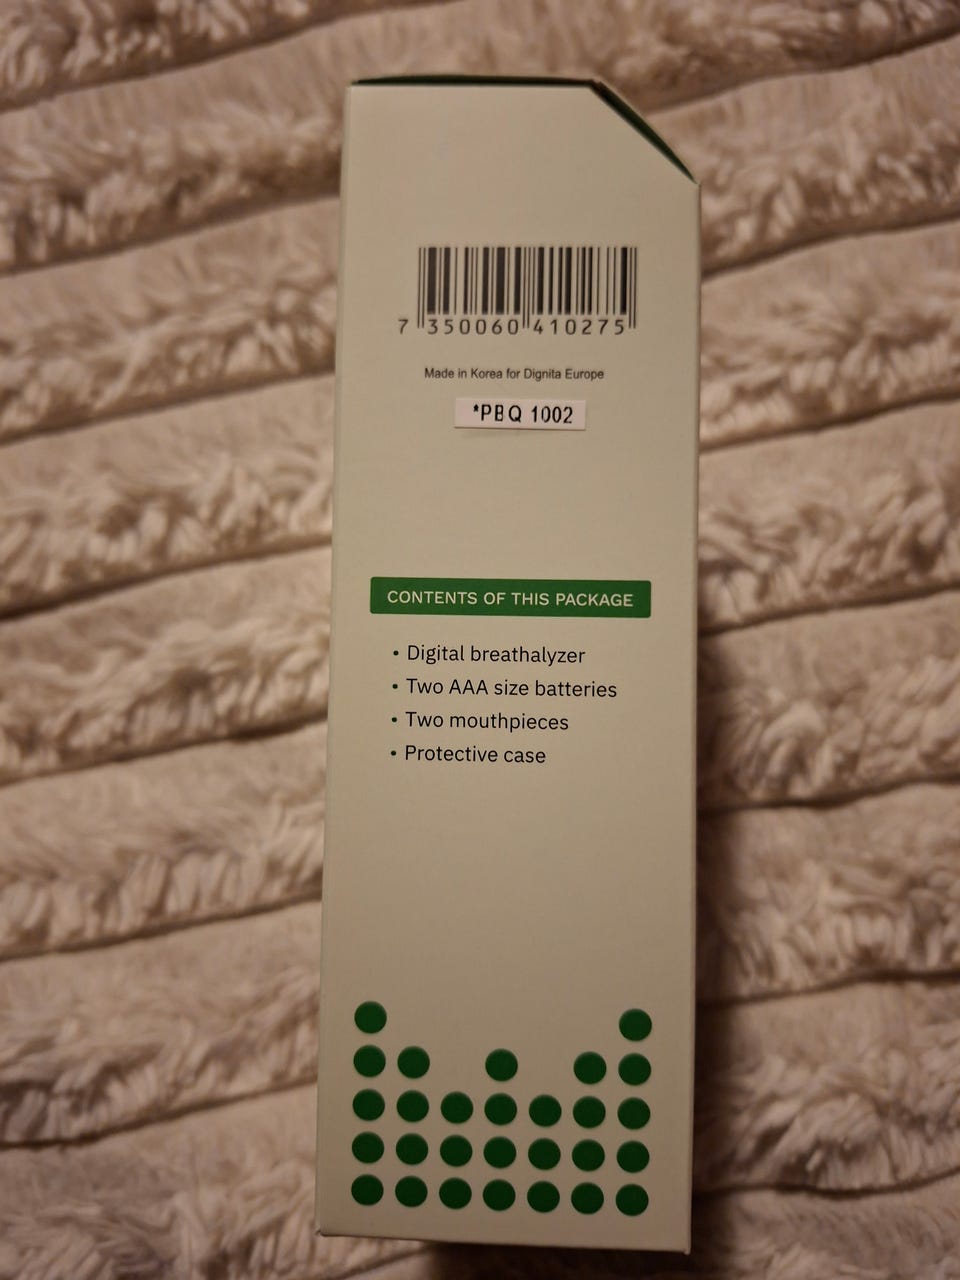 7 350060 410275
Made in Korea for Dignita Europe
*PBQ 1002
CONTENTS OF THIS PACKAGE
• Digital breathalyzer
• Two AAA size batteries
• Two mouthpieces
• Protective case